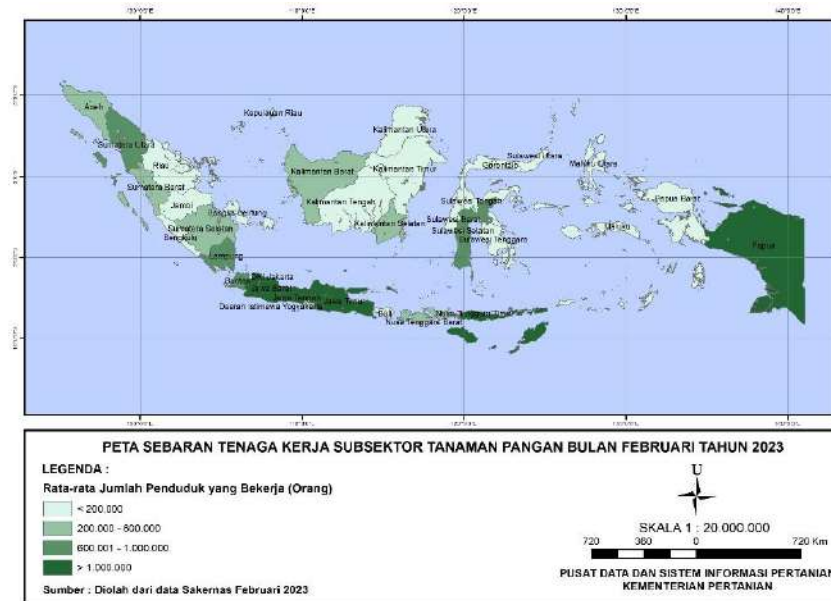 Aceh
Kepulauan Riau
Sumatera Utara
Kalimantan Utara
Riau
Kalimantan Barat
Kalimantan Timur
Sulawesi Utara
Gorontalo
Maluku Utara
Sumatera Barat
Papua Barat
Jambi
Kalimantan Tengah
Sulawesi Tengah
Bangka Belitung
Sumatera Selatan
Kalimantan Selatan
Sulawesi Barat
Sulawesi Selatan
Maluku
Bengkulu
Sulawesi Tenggara
Papua
Lampung
DKI Jakarta
Banten
Jawa Barat
Jawa Tengah
Jawa Timur
Daerah Istimewa Yogyakarta
Bali
Nusa Tenggara Timur
Nusa Tenggara Barat
PETA SEBARAN TENAGA KERJA SUBSEKTOR TANAMAN PANGAN BULAN FEBRUARI TAHUN 2023
LEGENDA :
Rata-rata Jumlah Penduduk yang Bekerja (Orang)
< 200.000
200.000 - 600.000
600.001 - 1.000.000
> 1.000.000
Sumber : Diolah dari data Sakernas Februari 2023
U
SKALA 1 : 20.000.000
720 360 0 720 Km
PUSAT DATA DAN SISTEM INFORMASI PERTANIAN
KEMENTERIAN PERTANIAN